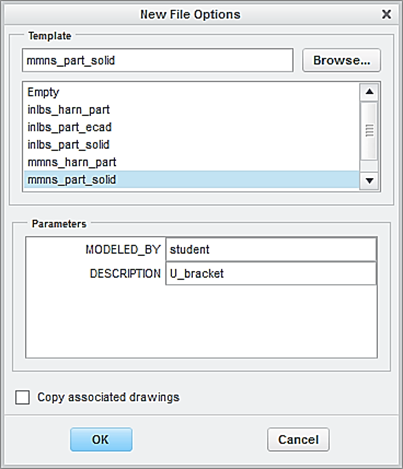 New File Options
Template
mmns_part_solid
Browse...
Empty
inlbs_harn_part
inlbs_part_ecad
inlbs_part_solid
mmns_harn_part
mmns_part_solid
Parameters
MODELED_BY student
DESCRIPTION U_bracket
Copy associated drawings
OK Cancel